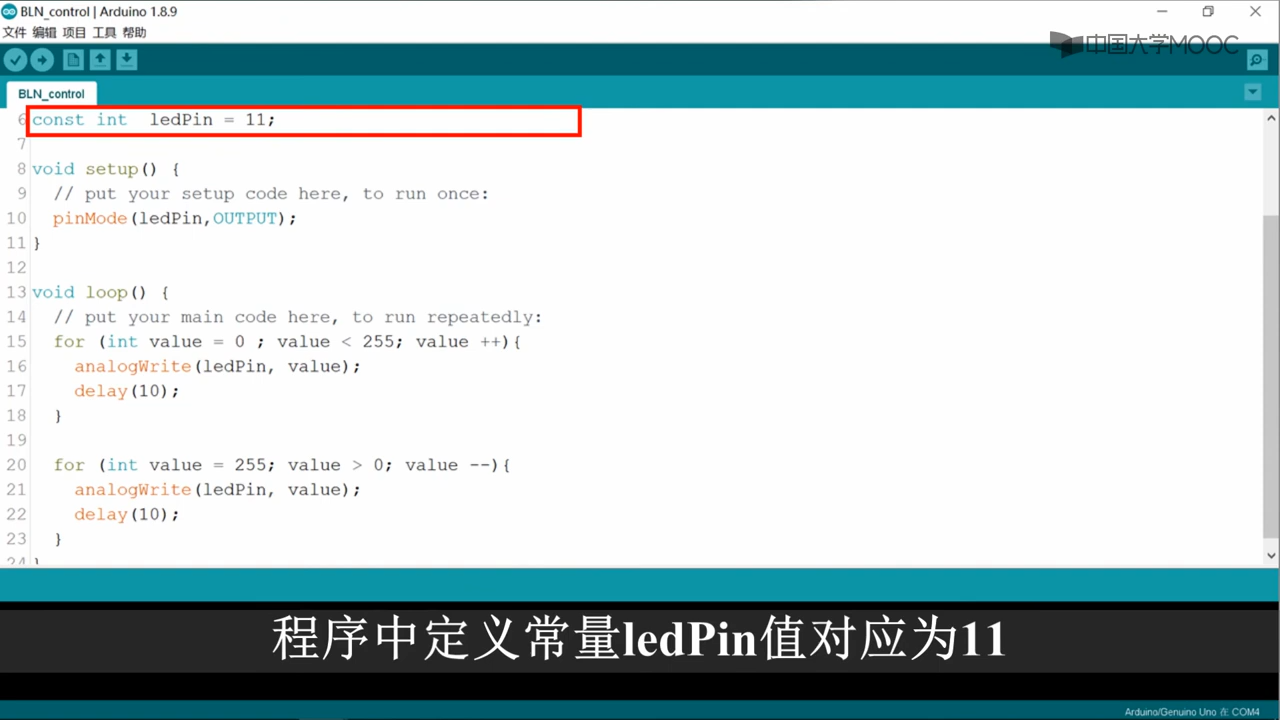 BLN_control | Arduino 1.8.9
文件 编辑 项目 工具 帮助
中国大学MOOC
BLN_control
6 const int  ledPin = 11;
7
8 void setup() {
9   // put your setup code here, to run once:
10   pinMode(ledPin,OUTPUT);
11 }
12
13 void loop() {
14   // put your main code here, to run repeatedly:
15   for (int value = 0 ; value < 255; value ++){
16     analogWrite(ledPin, value);
17     delay(10);
18   }
19
20   for (int value = 255; value > 0; value --){
21     analogWrite(ledPin, value);
22     delay(10);
23   }
24 }
程序中定义常量ledPin值对应为11
Arduino/Genuino Uno 在 COM4